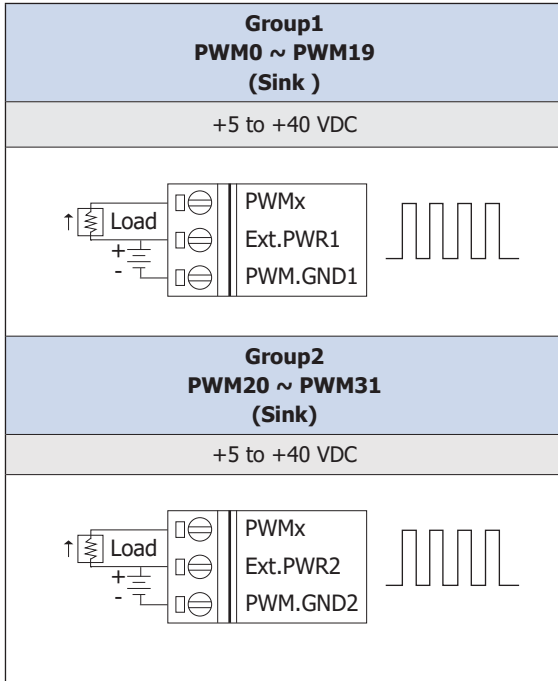 Group1
PWM0 ~ PWM19
(Sink )
+5 to +40 VDC
↑ Load
+
-
PWMx
Ext.PWR1
PWM.GND1
Group2
PWM20 ~ PWM31
(Sink)
+5 to +40 VDC
↑ Load
+
-
PWMx
Ext.PWR2
PWM.GND2